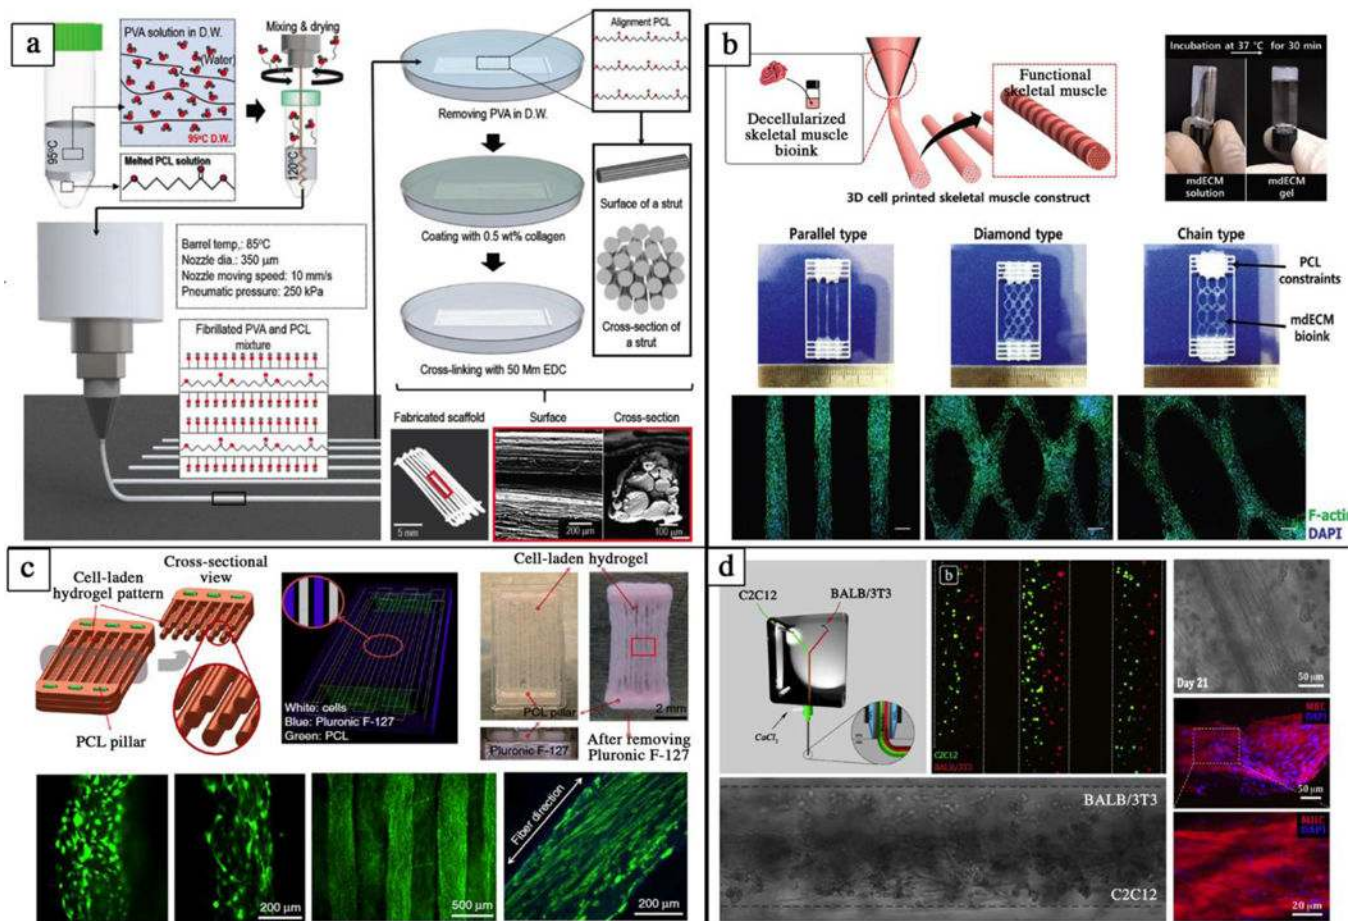 a
PVA solution in D.W.
(Water)
95°C D.W.
95°C
Melted PCL solution
Mixing & drying
120°C
Barrel temp,: 85°C
Nozzle dia.: 350 μm
Nozzle moving speed: 10 mm/s
Pneumatic pressure: 250 kPa
Fibrillated PVA and PCL
mixture
Removing PVA in D.W.
Coating with 0.5 wt% collagen
Cross-linking with 50 Mm EDC
Alignment PCL
Surface of a strut
Cross-section of
a strut
Fabricated scaffold
Surface
Cross-section
5 mm
200 μm
100 μm
b
Decellularized
skeletal muscle
bioink
Functional
skeletal muscle
3D cell printed skeletal muscle construct
Incubation at 37 °C for 30 min
mdECM
solution
mdECM
gel
Parallel type
Diamond type
Chain type
PCL
constraints
mdECM
bioink
F-actin
DAPI
c
Cell-laden
hydrogel pattern
Cross-sectional
view
PCL pillar
White: cells
Blue: Pluronic F-127
Green: PCL
Cell-laden hydrogel
PCL pillar
Pluronic F-127
2 mm
After removing
Pluronic F-127
200 μm
500 μm
Fiber direction
200 μm
d
C2C12
BALB/3T3
CaCl₂
b
C2C12
BALB/3T3
Day 21
50 μm
MHC
DAPI
50 μm
MHC
DAPI
20 μm
BALB/3T3
C2C12